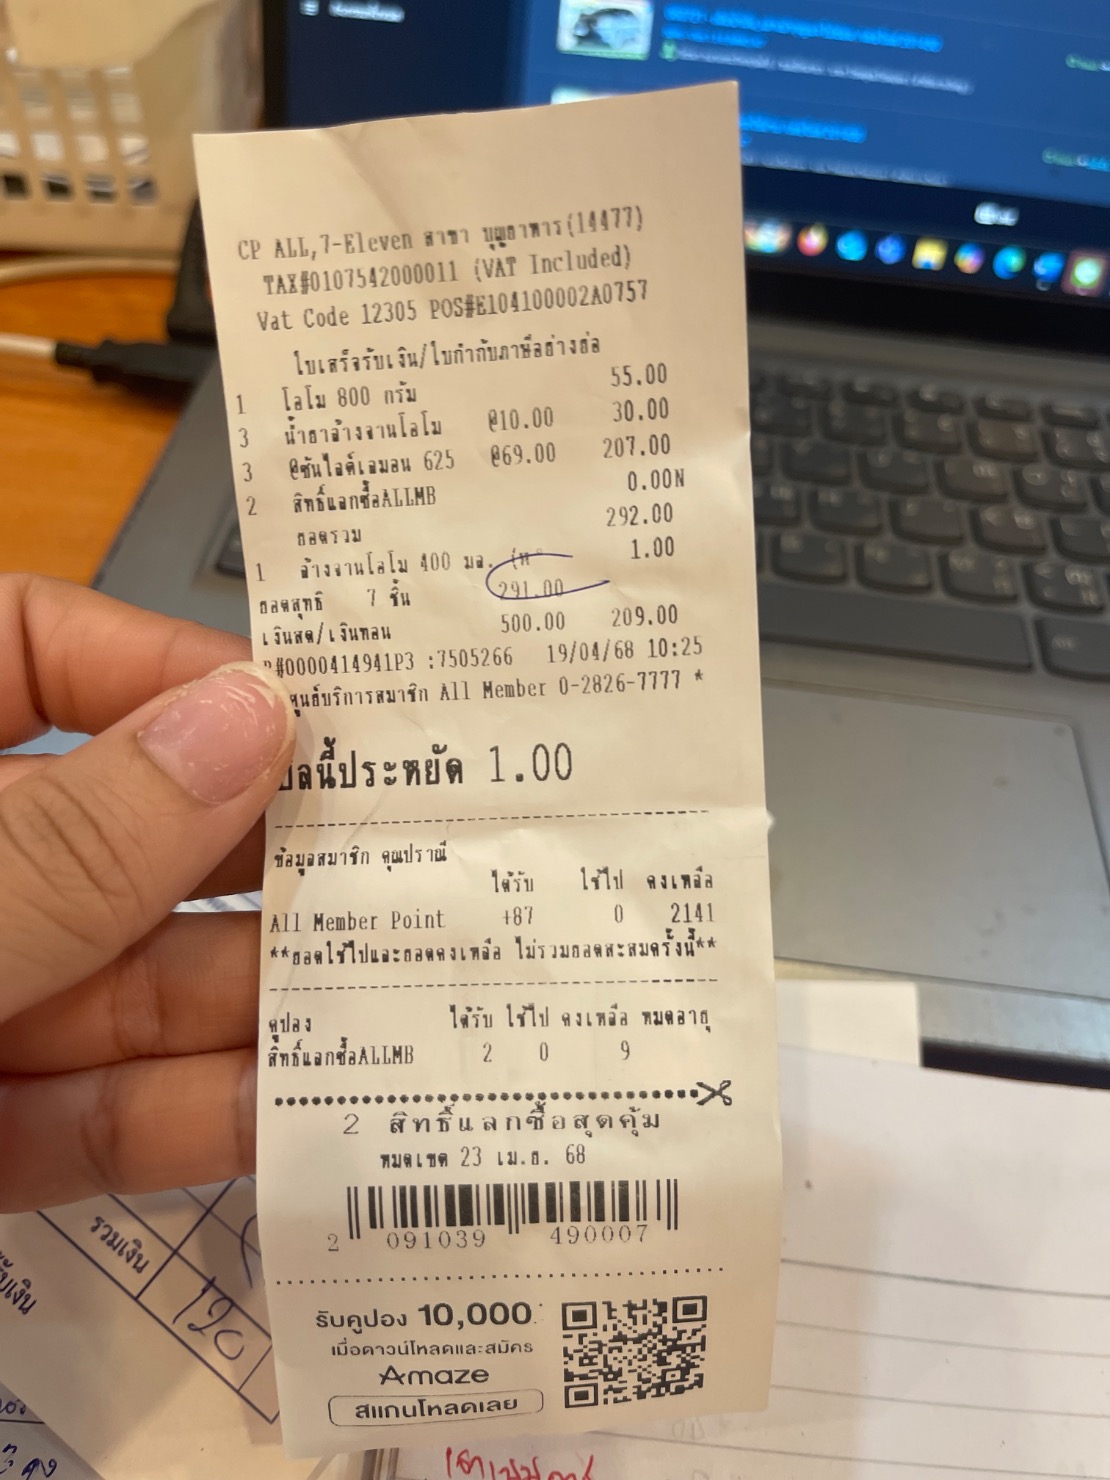 CP ALL,7-Eleven สาขา บุญอาหาร(14477)
TAX#0107542000011 (VAT Included)
Vat Code 12305 POS#E104100002A0757
ใบเสร็จรับเงิน/ใบกำกับภาษีอย่างย่อ
1 โลโม 800 กรัม 55.00
3 น้ำยาล้างจานโลโม @10.00 30.00
3 @ซันไลต์เลมอน 625 @69.00 207.00
2 สิทธิ์แลกซื้อALLMB 0.00N
ยอดรวม 292.00
1 ล้างจานโลโม 400 มล. 1.00
ยอดสุทธิ 7 ชิ้น 291.00
เงินสด/เงินทอน 500.00 209.00
#0000414941P3 :7505266 19/04/68 10:25
ศูนย์บริการสมาชิก All Member 0-2826-7777 *
บิลนี้ประหยัด 1.00
ข้อมูลสมาชิก คุณปราณี
ได้รับ ใช้ไป คงเหลือ
All Member Point +87 0 2141
**ยอดใช้ไปและยอดคงเหลือ ไม่รวมยอดสะสมครั้งนี้**
คูปอง ได้รับ ใช้ไป คงเหลือ หมดอายุ
สิทธิ์แลกซื้อALLMB 2 0 9
2 สิทธิ์แลกซื้อสุดคุ้ม
หมดเขต 23 เม.ย. 68
2 091039 490007
รับคูปอง 10,000.-
เมื่อดาวน์โหลดและสมัคร
Amaze
สแกนโหลดเลย
รวมเงิน
120